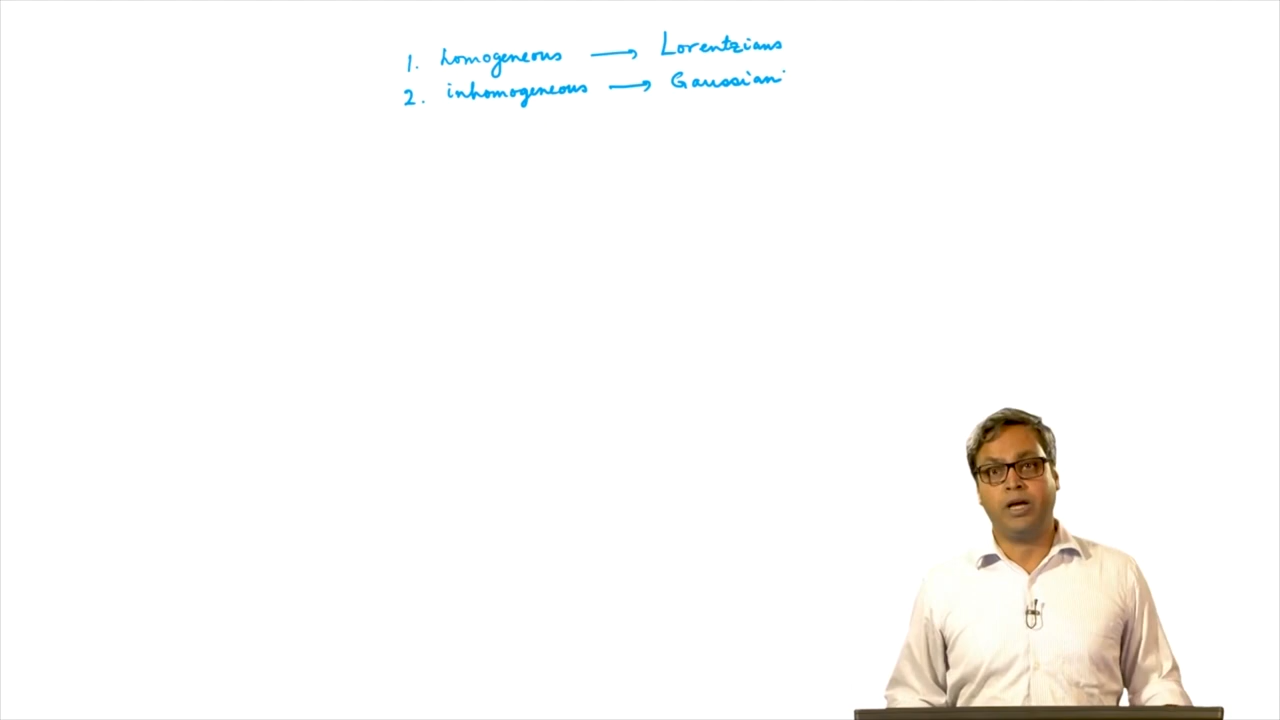 1. homogeneous → Lorentzians
2. inhomogeneous → Gaussian